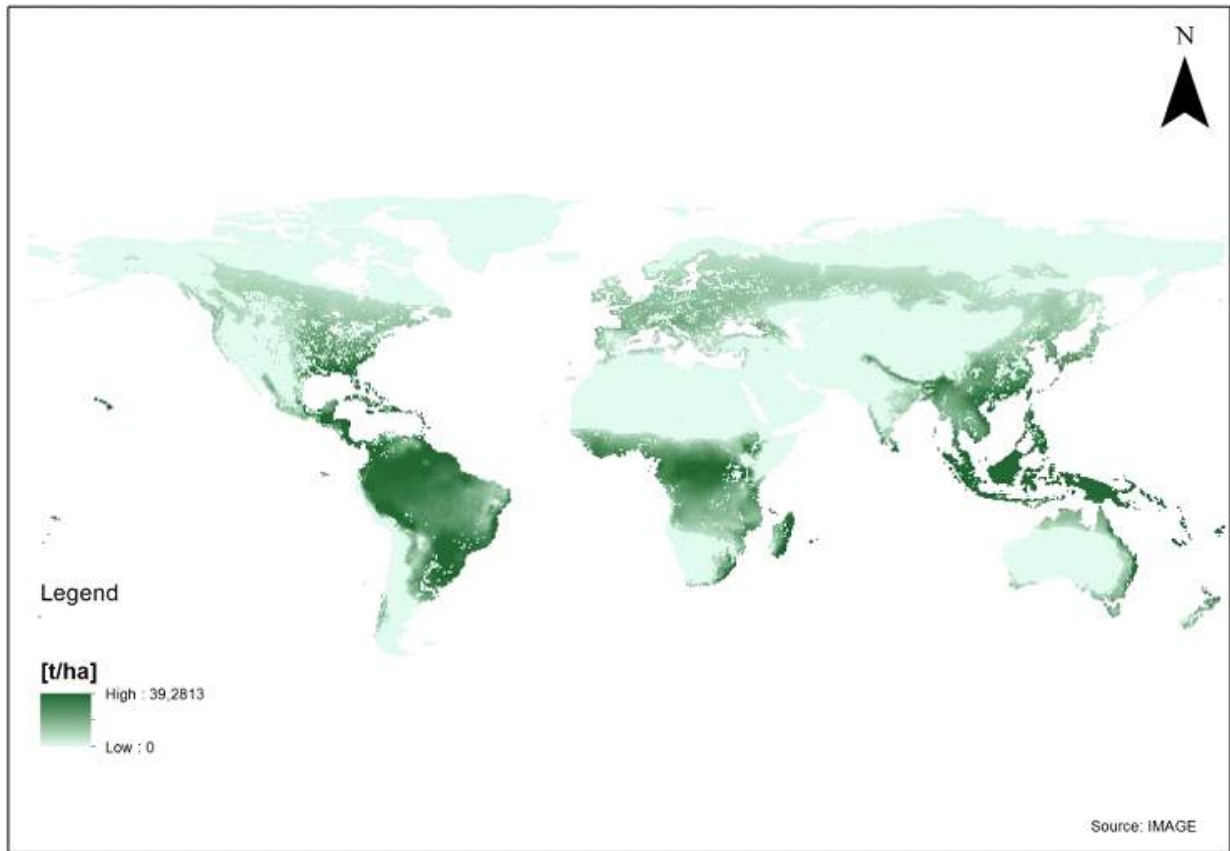 N
Legend
[t/ha]
High : 39,2813
Low : 0
Source: IMAGE